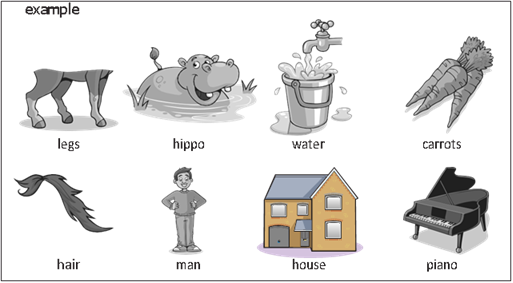 example
legs hippo water carrots
hair man house piano